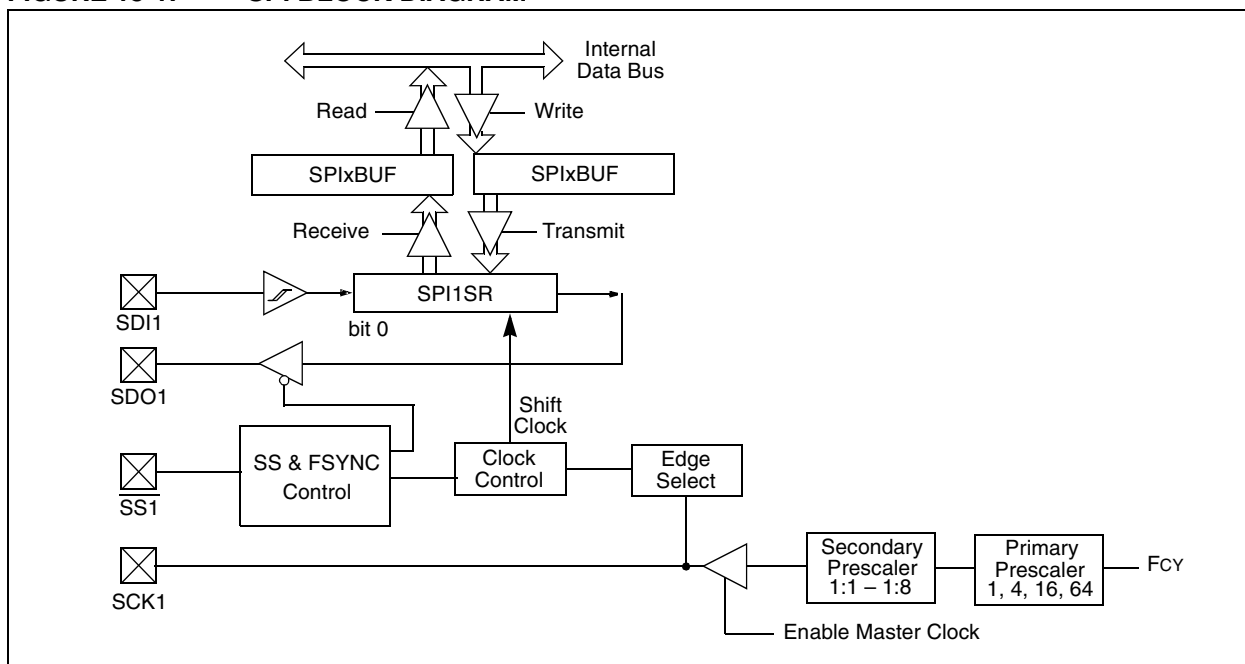 Internal
Data Bus
Read
Write
SPIxBUF
SPIxBUF
Receive
Transmit
SPI1SR
SDI1
bit 0
SDO1
Shift
Clock
SS & FSYNC
Control
Clock
Control
Edge
Select
SS1
Secondary
Prescaler
1:1 – 1:8
Primary
Prescaler
1, 4, 16, 64
FCY
SCK1
Enable Master Clock